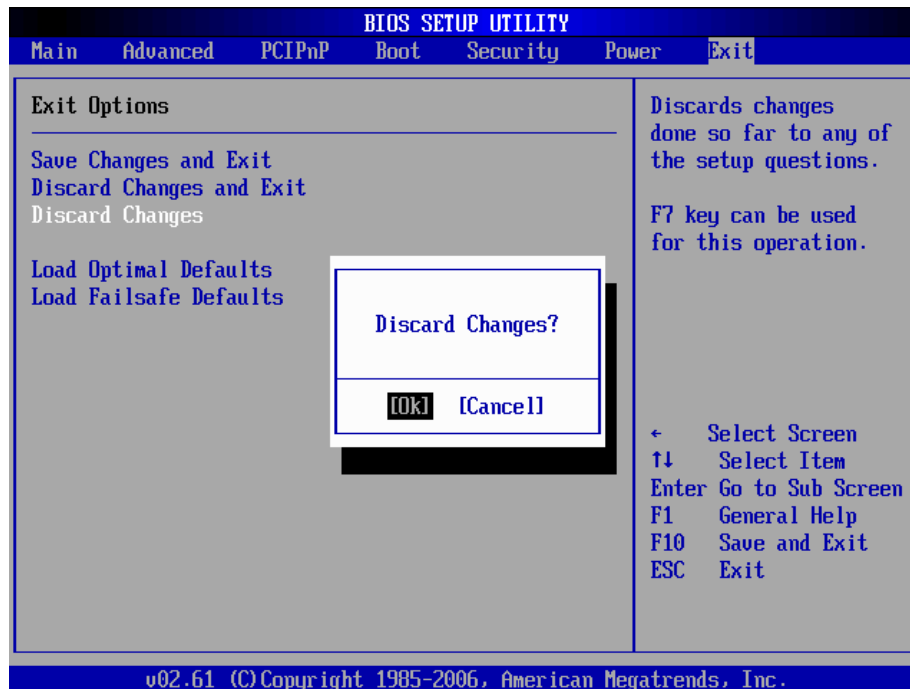 BIOS SETUP UTILITY
Main Advanced PCIPnP Boot Security Power Exit
Exit Options
Save Changes and Exit
Discard Changes and Exit
Discard Changes
Load Optimal Defaults
Load Failsafe Defaults
Discard Changes?
[Ok] [Cancel]
Discards changes
done so far to any of
the setup questions.
F7 key can be used
for this operation.
← Select Screen
↑↓ Select Item
Enter Go to Sub Screen
F1 General Help
F10 Save and Exit
ESC Exit
v02.61 (C)Copyright 1985-2006, American Megatrends, Inc.